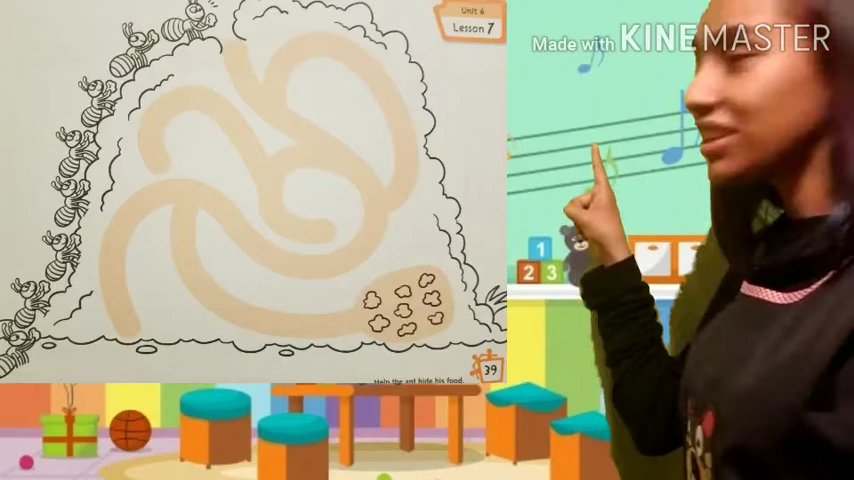 Unit 6
Lesson 7
Made with KINEMASTER
1
2 3
39
Help the ant hide his food.